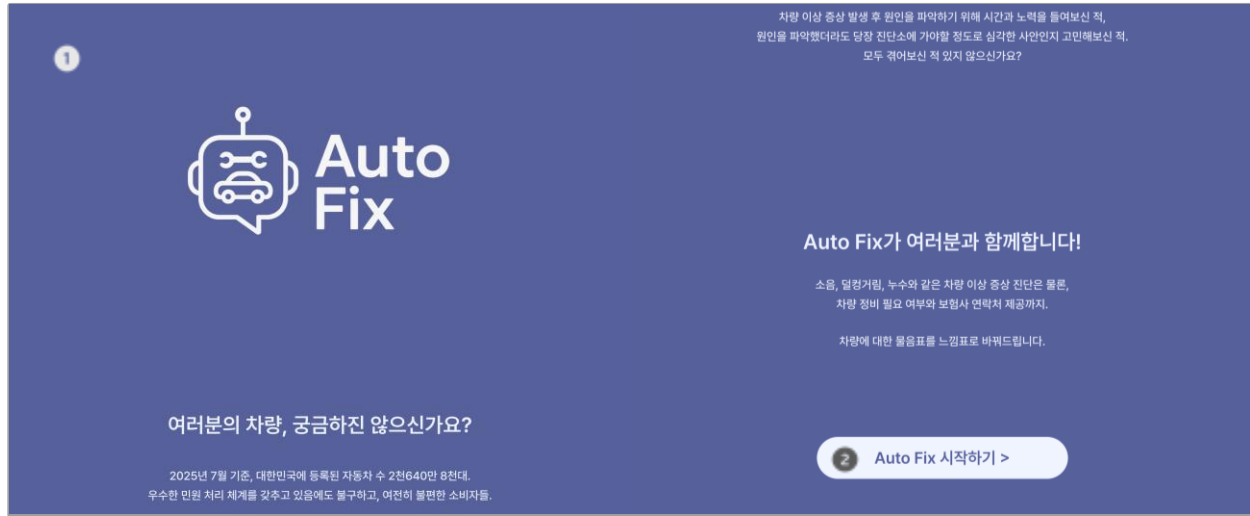 1
Auto
Fix
여러분의 차량, 궁금하진 않으신가요?
2025년 7월 기준, 대한민국에 등록된 자동차 수 2천640만 8천대.
우수한 민원 처리 체계를 갖추고 있음에도 불구하고, 여전히 불편한 소비자들.
차량 이상 증상 발생 후 원인을 파악하기 위해 시간과 노력을 들여보신 적,
원인을 파악했더라도 당장 진단소에 가야할 정도로 심각한 사안인지 고민해보신 적.
모두 겪어보신 적 있지 않으신가요?
Auto Fix가 여러분과 함께합니다!
소음, 덜컹거림, 누수와 같은 차량 이상 증상 진단은 물론,
차량 정비 필요 여부와 보험사 연락처 제공까지.
차량에 대한 물음표를 느낌표로 바꿔드립니다.
2 Auto Fix 시작하기 >